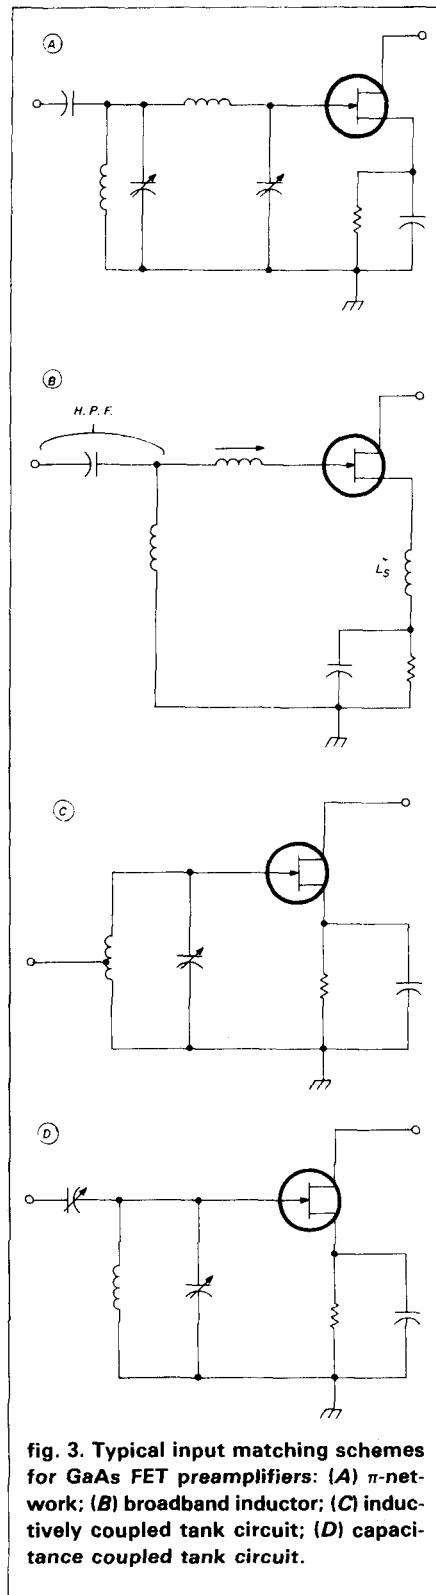 A
B
H.P.F.
L_S
C
D
fig. 3. Typical input matching schemes
for GaAs FET preamplifiers: (A) π-net-
work; (B) broadband inductor; (C) induc-
tively coupled tank circuit; (D) capaci-
tance coupled tank circuit.